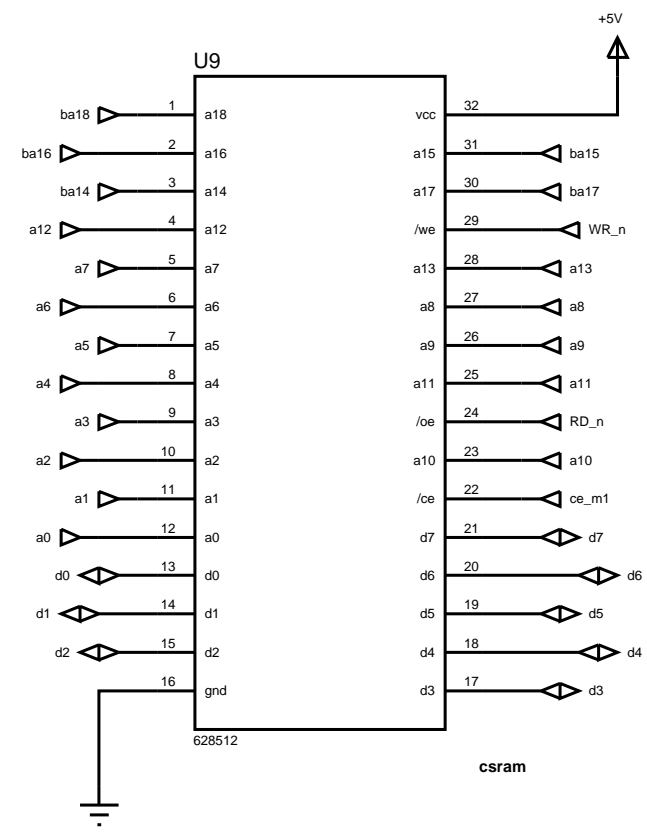 +5V
U9
ba18 1 a18 vcc 32
ba16 2 a16 a15 31 ba15
ba14 3 a14 a17 30 ba17
a12 4 a12 /we 29 WR_n
a7 5 a7 a13 28 a13
a6 6 a6 a8 27 a8
a5 7 a5 a9 26 a9
a4 8 a4 a11 25 a11
a3 9 a3 /oe 24 RD_n
a2 10 a2 a10 23 a10
a1 11 a1 /ce 22 ce_m1
a0 12 a0 d7 21 d7
d0 13 d0 d6 20 d6
d1 14 d1 d5 19 d5
d2 15 d2 d4 18 d4
16 gnd d3 17 d3
628512
csram